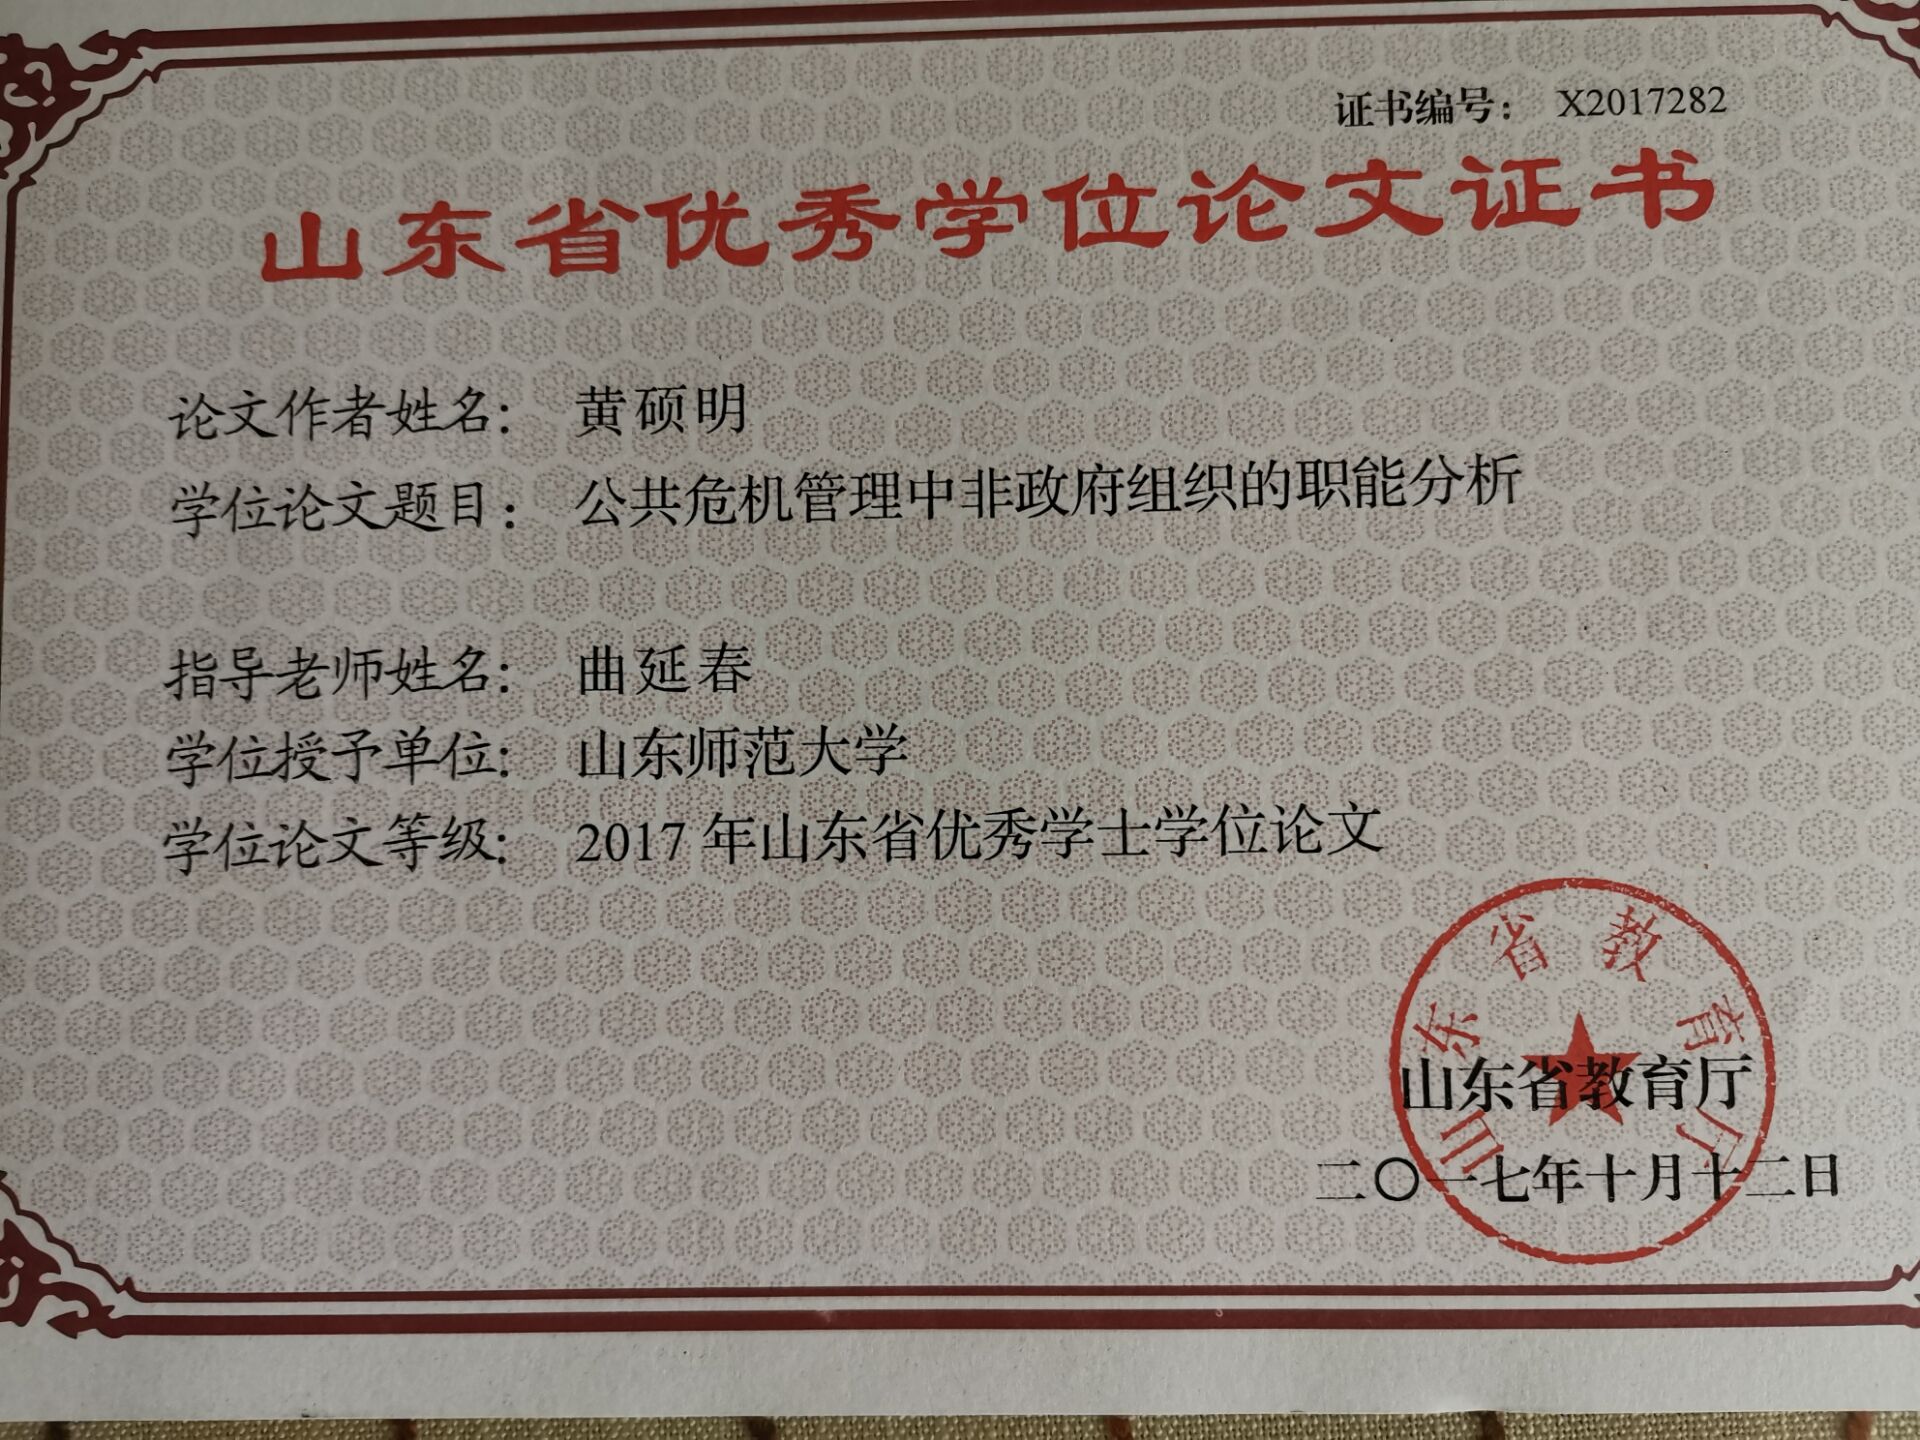 证书编号： X2017282
山东省优秀学位论文证书
论文作者姓名： 黄硕明
学位论文题目： 公共危机管理中非政府组织的职能分析
指导老师姓名： 曲延春
学位授予单位： 山东师范大学
学位论文等级： 2017 年山东省优秀学士学位论文
山东省教育厅
山东省教育厅
二〇一七年十月十二日